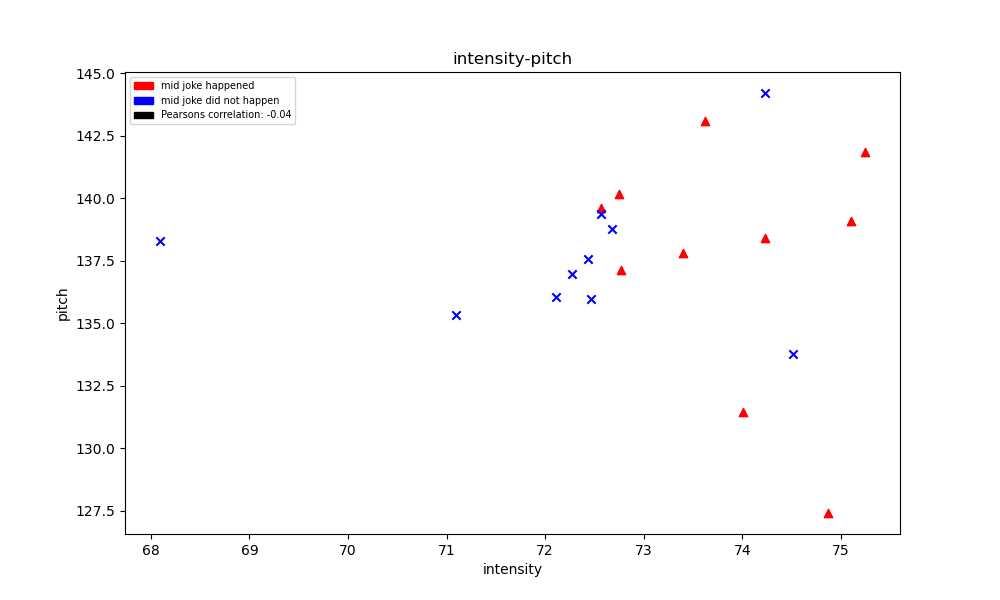 intensity-pitch
mid joke happened
mid joke did not happen
Pearsons correlation: -0.04
145.0
142.5
140.0
137.5
135.0
132.5
130.0
127.5
pitch
68 69 70 71 72 73 74 75
intensity